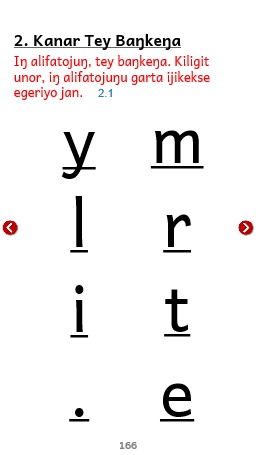 2. Kanar Tey Baŋkeŋa
Iŋ alifatojuŋ, tey baŋkeŋa. Kiligit
unor, iŋ alifatojuŋu garta ijikekse
egeriyo jan. 2.1
y m
l r
i t
. e
166